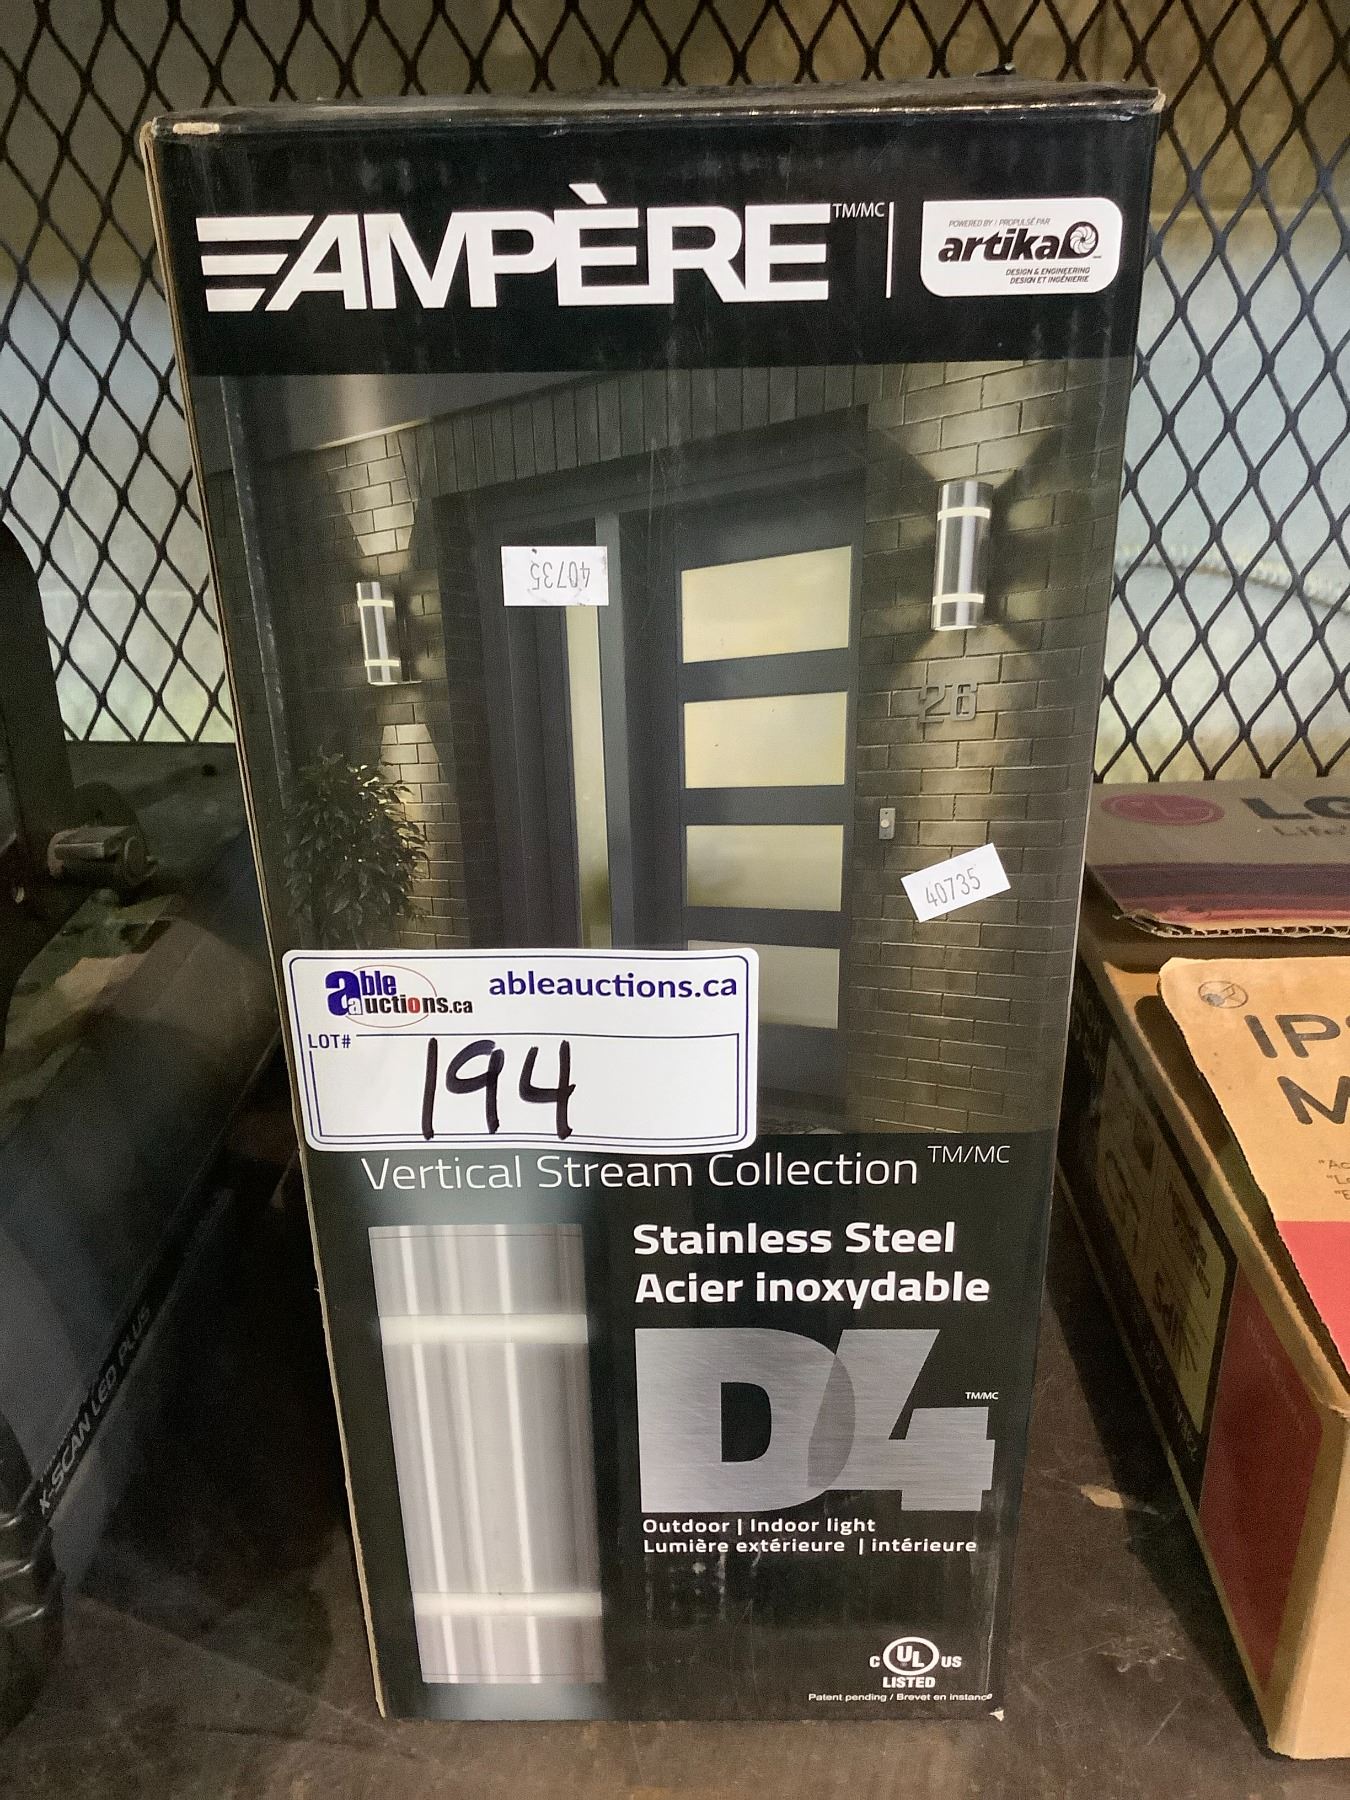 AMPÈRE TM/MC
POWERED BY / PROPULSÉ PAR
artika
DESIGN & ENGINEERING
DESIGN ET INGÉNIERIE
40735
26
40735
able auctions.ca
ableauctions.ca
LOT#
194
Vertical Stream Collection TM/MC
Stainless Steel
Acier inoxydable
D4 TM/MC
Outdoor | Indoor light
Lumière extérieure | intérieure
C UL US
LISTED
Patent pending / Brevet en instance
LG
Life's
IPS
X-SCAN LED PLUS